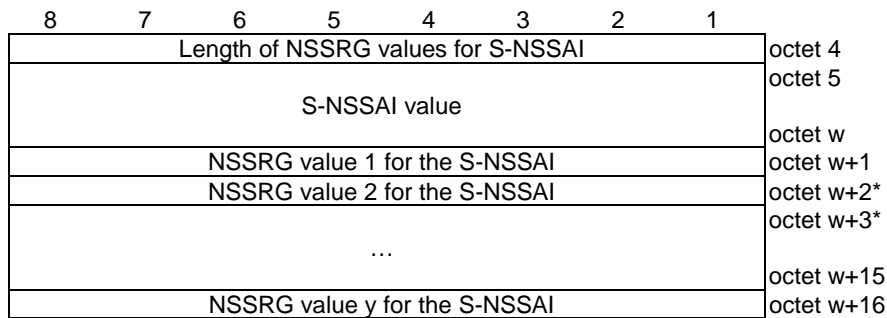 8 7 6 5 4 3 2 1
Length of NSSRG values for S-NSSAI octet 4
octet 5
S-NSSAI value
octet w
NSSRG value 1 for the S-NSSAI octet w+1
NSSRG value 2 for the S-NSSAI octet w+2*
octet w+3*
…
octet w+15
NSSRG value y for the S-NSSAI octet w+16